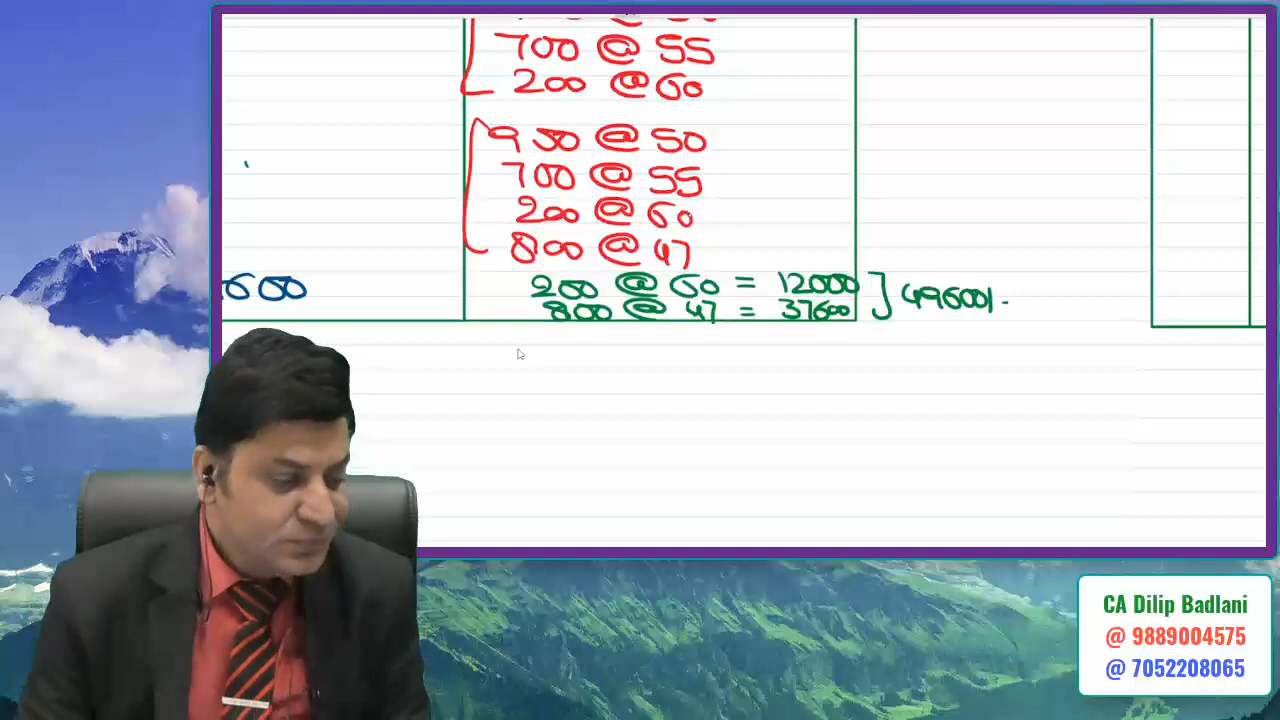 700 @ 55
200 @ 60
950 @ 50
700 @ 55
200 @ 60
800 @ 47
600
200 @ 60 = 12000
800 @ 47 = 37600
49600/-
CA Dilip Badlani
@ 9889004575
@ 7052208065